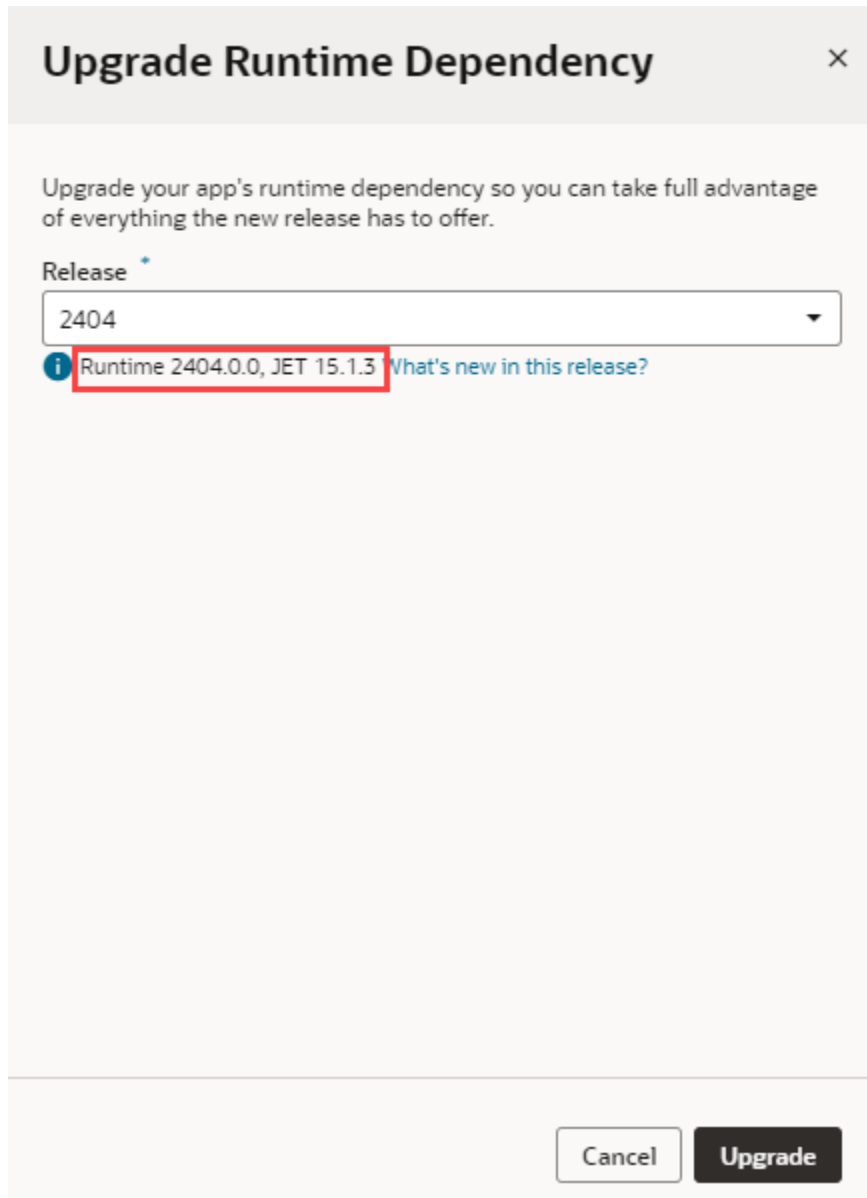 Upgrade Runtime Dependency ×
Upgrade your app's runtime dependency so you can take full advantage
of everything the new release has to offer.
Release *
2404
Runtime 2404.0.0, JET 15.1.3 What's new in this release?
Cancel Upgrade